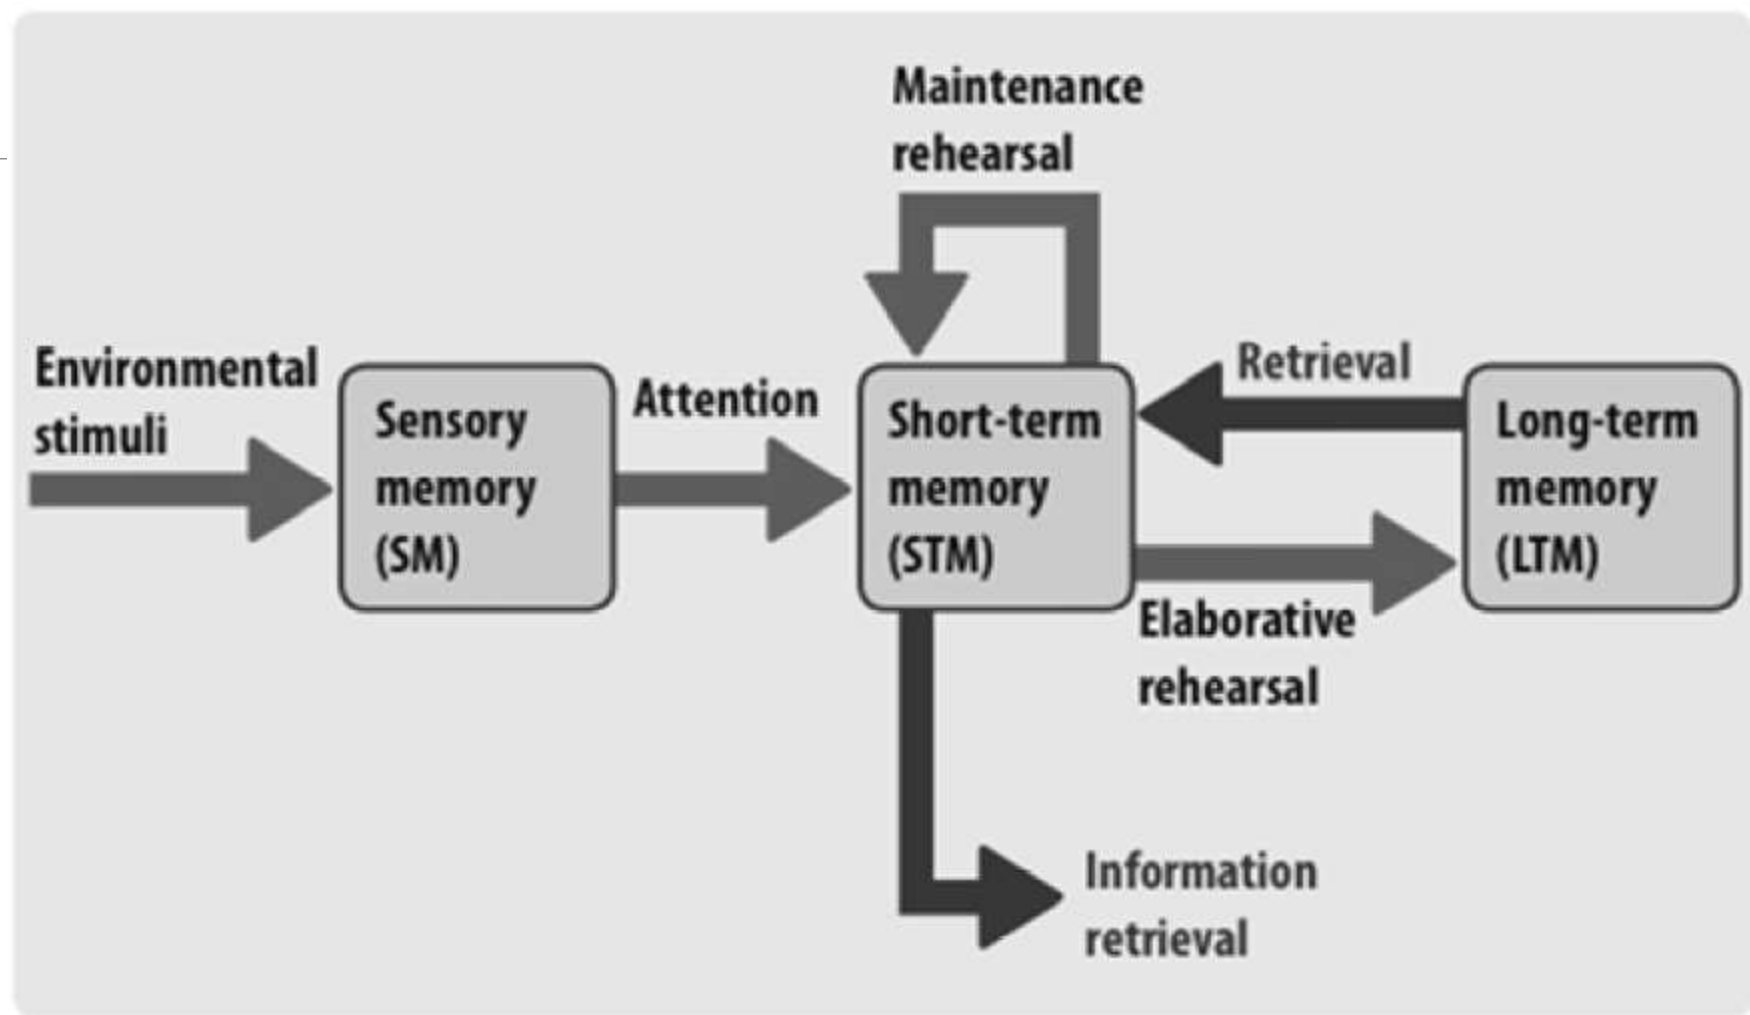 Maintenance
rehearsal
Environmental
stimuli
Sensory
memory
(SM)
Attention
Short-term
memory
(STM)
Retrieval
Long-term
memory
(LTM)
Elaborative
rehearsal
Information
retrieval